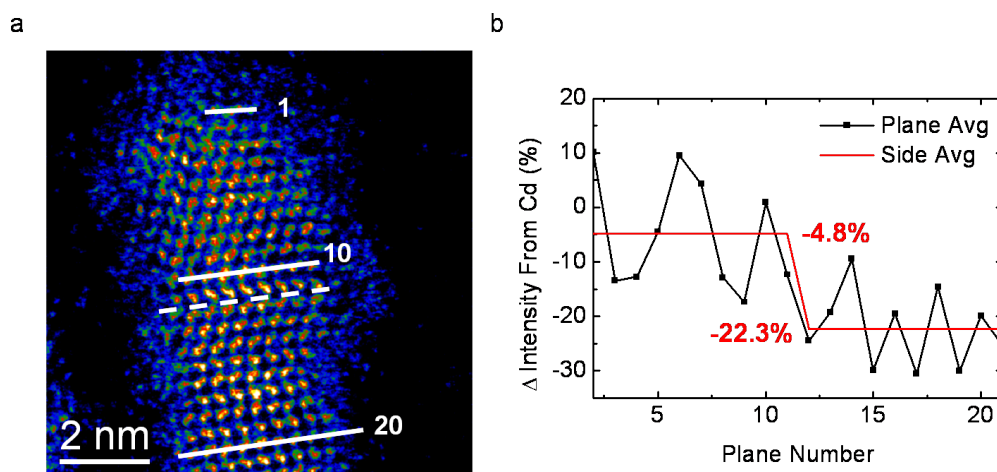 a
1
10
20
2 nm
b
Δ Intensity From Cd (%)
20
10
0
-10
-20
-30
Plane Avg
Side Avg
-4.8%
-22.3%
5
10
15
20
Plane Number